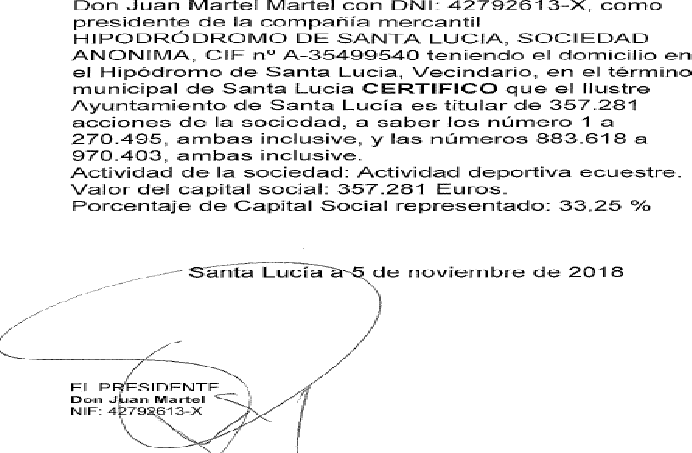 Don Juan Martel Martel con DNI: 42792613-X, como
presidente de la compañía mercantil
HIPODRÓDROMO DE SANTA LUCIA, SOCIEDAD
ANONIMA, CIF nº A-35499540 teniendo el domicilio en
el Hipódromo de Santa Lucia, Vecindario, en el término
municipal de Santa Lucia CERTIFICO que el Ilustre
Ayuntamiento de Santa Lucía es títular de 357.281
acciones de la sociedad, a saber los número 1 a
270.495, ambas inclusive, y las números 883.618 a
970.403, ambas inclusive.
Actividad de la sociedad: Actividad deportiva ecuestre.
Valor del capital social: 357.281 Euros.
Porcentaje de Capital Social representado: 33.25 %
Santa Lucía a 5 de noviembre de 2018
El PRESIDENTE
Don Juan Martel
NIF: 42792613-X